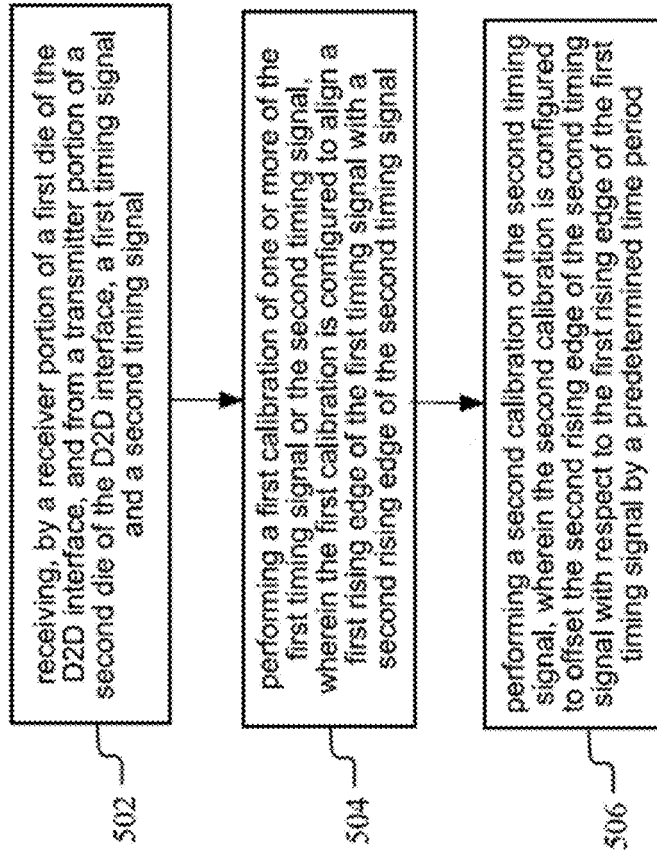 receiving, by a receiver portion of a first die of the
D2D interface, and from a transmitter portion of a
second die of the D2D interface, a first timing signal
and a second timing signal
502
performing a first calibration of one or more of the
first timing signal or the second timing signal,
wherein the first calibration is configured to align a
first rising edge of the first timing signal with a
second rising edge of the second timing signal
504
performing a second calibration of the second timing
signal, wherein the second calibration is configured
to offset the second rising edge of the second timing
signal with respect to the first rising edge of the first
timing signal by a predetermined time period
506